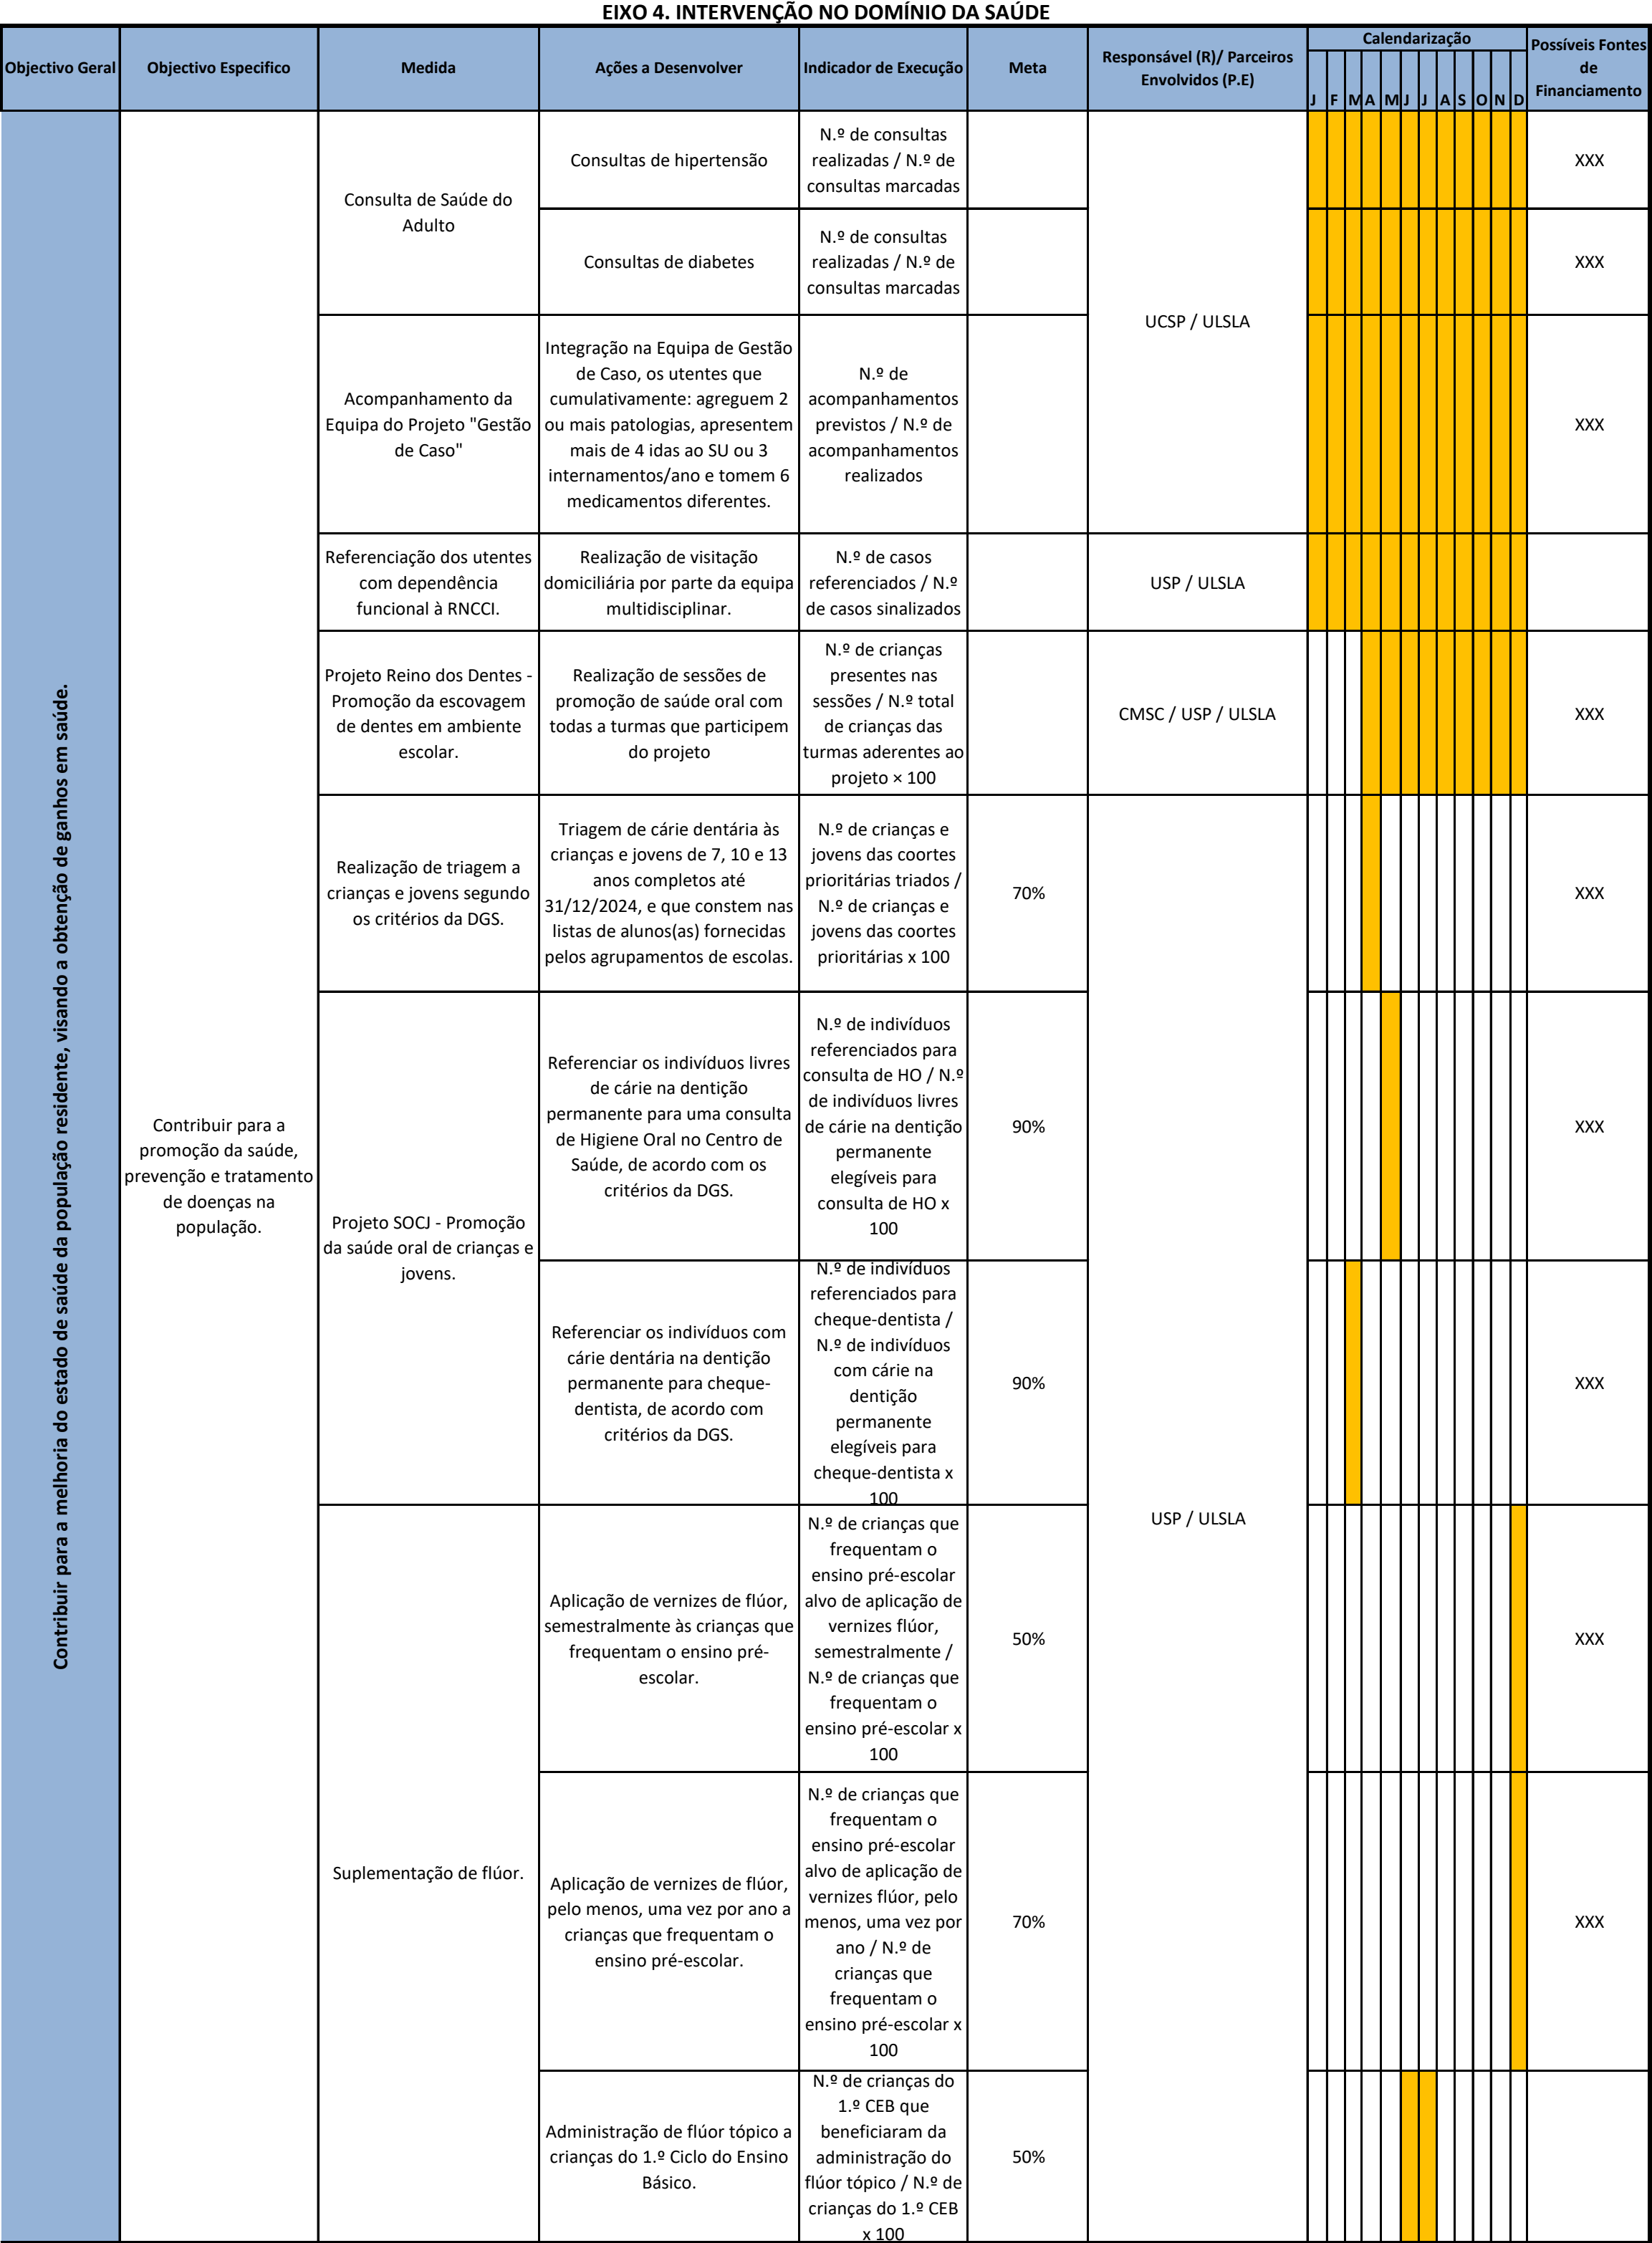 EIXO 4. INTERVENÇÃO NO DOMÍNIO DA SAÚDE
Objectivo Geral
Objectivo Especifico
Medida
Ações a Desenvolver
Indicador de Execução
Meta
Responsável (R)/ Parceiros
Envolvidos (P.E)
Calendarização
J F M A M J J A S O N D
Possíveis Fontes
de
Financiamento
Contribuir para a melhoria do estado de saúde da população residente, visando a obtenção de ganhos em saúde.
Contribuir para a
promoção da saúde,
prevenção e tratamento
de doenças na
população.
Consulta de Saúde do
Adulto
Consultas de hipertensão
N.º de consultas
realizadas / N.º de
consultas marcadas
UCSP / ULSLA
XXX
Consultas de diabetes
N.º de consultas
realizadas / N.º de
consultas marcadas
XXX
Acompanhamento da
Equipa do Projeto "Gestão
de Caso"
Integração na Equipa de Gestão
de Caso, os utentes que
cumulativamente: agreguem 2
ou mais patologias, apresentem
mais de 4 idas ao SU ou 3
internamentos/ano e tomem 6
medicamentos diferentes.
N.º de
acompanhamentos
previstos / N.º de
acompanhamentos
realizados
XXX
Referenciação dos utentes
com dependência
funcional à RNCCI.
Realização de visitação
domiciliária por parte da equipa
multidisciplinar.
N.º de casos
referenciados / N.º
de casos sinalizados
USP / ULSLA
Projeto Reino dos Dentes -
Promoção da escovagem
de dentes em ambiente
escolar.
Realização de sessões de
promoção de saúde oral com
todas a turmas que participem
do projeto
N.º de crianças
presentes nas
sessões / N.º total
de crianças das
turmas aderentes ao
projeto × 100
CMSC / USP / ULSLA
XXX
Realização de triagem a
crianças e jovens segundo
os critérios da DGS.
Triagem de cárie dentária às
crianças e jovens de 7, 10 e 13
anos completos até
31/12/2024, e que constem nas
listas de alunos(as) fornecidas
pelos agrupamentos de escolas.
N.º de crianças e
jovens das coortes
prioritárias triados /
N.º de crianças e
jovens das coortes
prioritárias x 100
70%
USP / ULSLA
XXX
Projeto SOCJ - Promoção
da saúde oral de crianças e
jovens.
Referenciar os indivíduos livres
de cárie na dentição
permanente para uma consulta
de Higiene Oral no Centro de
Saúde, de acordo com os
critérios da DGS.
N.º de indivíduos
referenciados para
consulta de HO / N.º
de indivíduos livres
de cárie na dentição
permanente
elegíveis para
consulta de HO x
100
90%
XXX
Referenciar os indivíduos com
cárie dentária na dentição
permanente para cheque-
dentista, de acordo com
critérios da DGS.
N.º de indivíduos
referenciados para
cheque-dentista /
N.º de indivíduos
com cárie na
dentição
permanente
elegíveis para
cheque-dentista x
100
90%
XXX
Suplementação de flúor.
Aplicação de vernizes de flúor,
semestralmente às crianças que
frequentam o ensino pré-
escolar.
N.º de crianças que
frequentam o
ensino pré-escolar
alvo de aplicação de
vernizes flúor,
semestralmente /
N.º de crianças que
frequentam o
ensino pré-escolar x
100
50%
XXX
Aplicação de vernizes de flúor,
pelo menos, uma vez por ano a
crianças que frequentam o
ensino pré-escolar.
N.º de crianças que
frequentam o
ensino pré-escolar
alvo de aplicação de
vernizes flúor, pelo
menos, uma vez por
ano / N.º de
crianças que
frequentam o
ensino pré-escolar x
100
70%
XXX
Administração de flúor tópico a
crianças do 1.º Ciclo do Ensino
Básico.
N.º de crianças do
1.º CEB que
beneficiaram da
administração do
flúor tópico / N.º de
crianças do 1.º CEB
x 100
50%